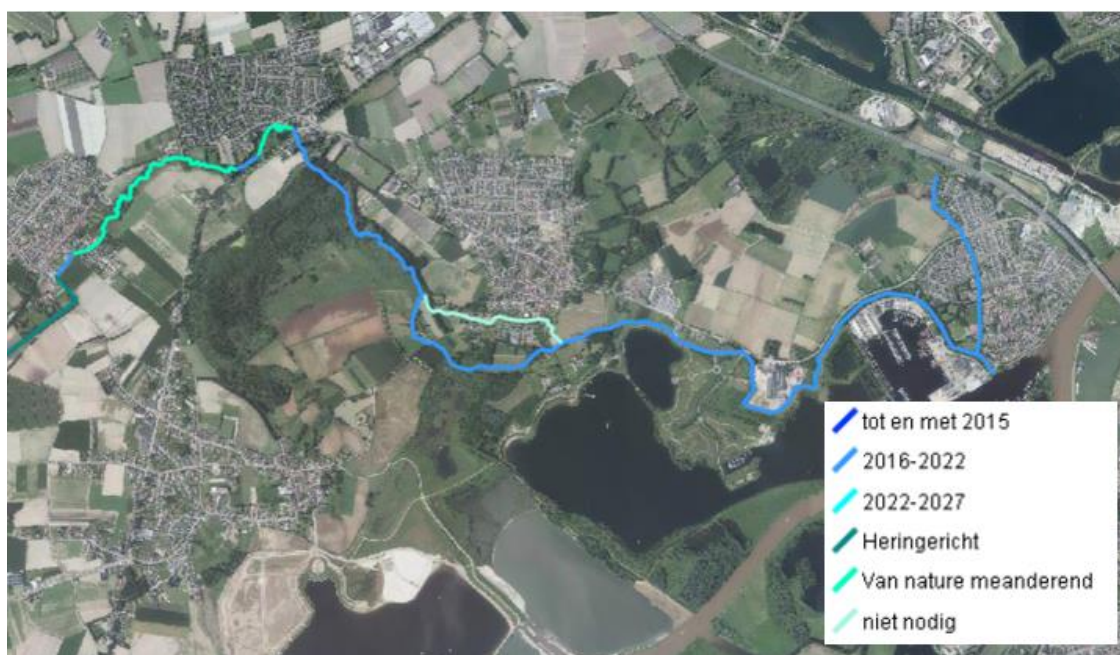 tot en met 2015
2016-2022
2022-2027
Heringericht
Van nature meanderend
niet nodig